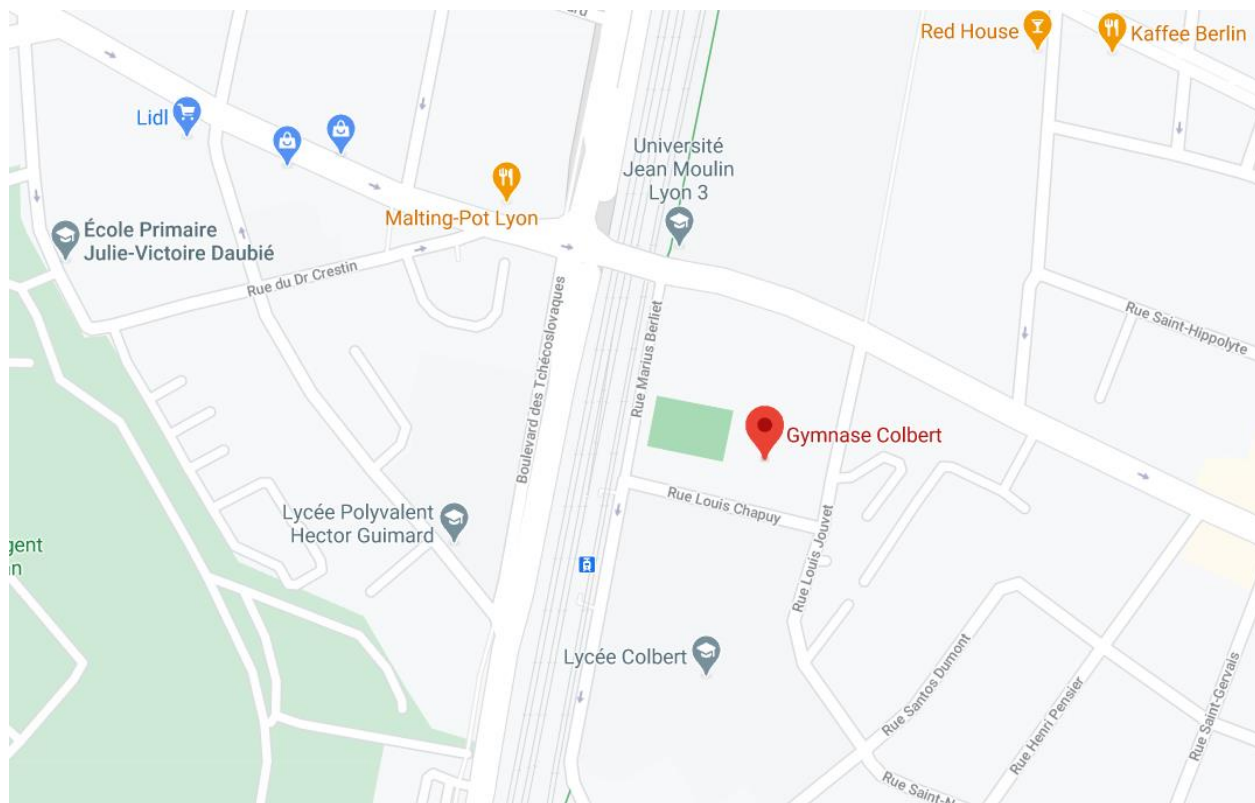 Red House
Kaffee Berlin
Lidl
Université
Jean Moulin
Lyon 3
Malting-Pot Lyon
École Primaire
Julie-Victoire Daubié
Rue du Dr Crestin
Boulevard des Tchécoslovaques
Rue Marius Berliet
Rue Saint-Hippolyte
Gymnase Colbert
Rue Louis Chapuy
Lycée Polyvalent
Hector Guimard
Rue Louis Jouvet
Lycée Colbert
Rue Santos Dumont
Rue Henri Pensier
Rue Saint-Gervais